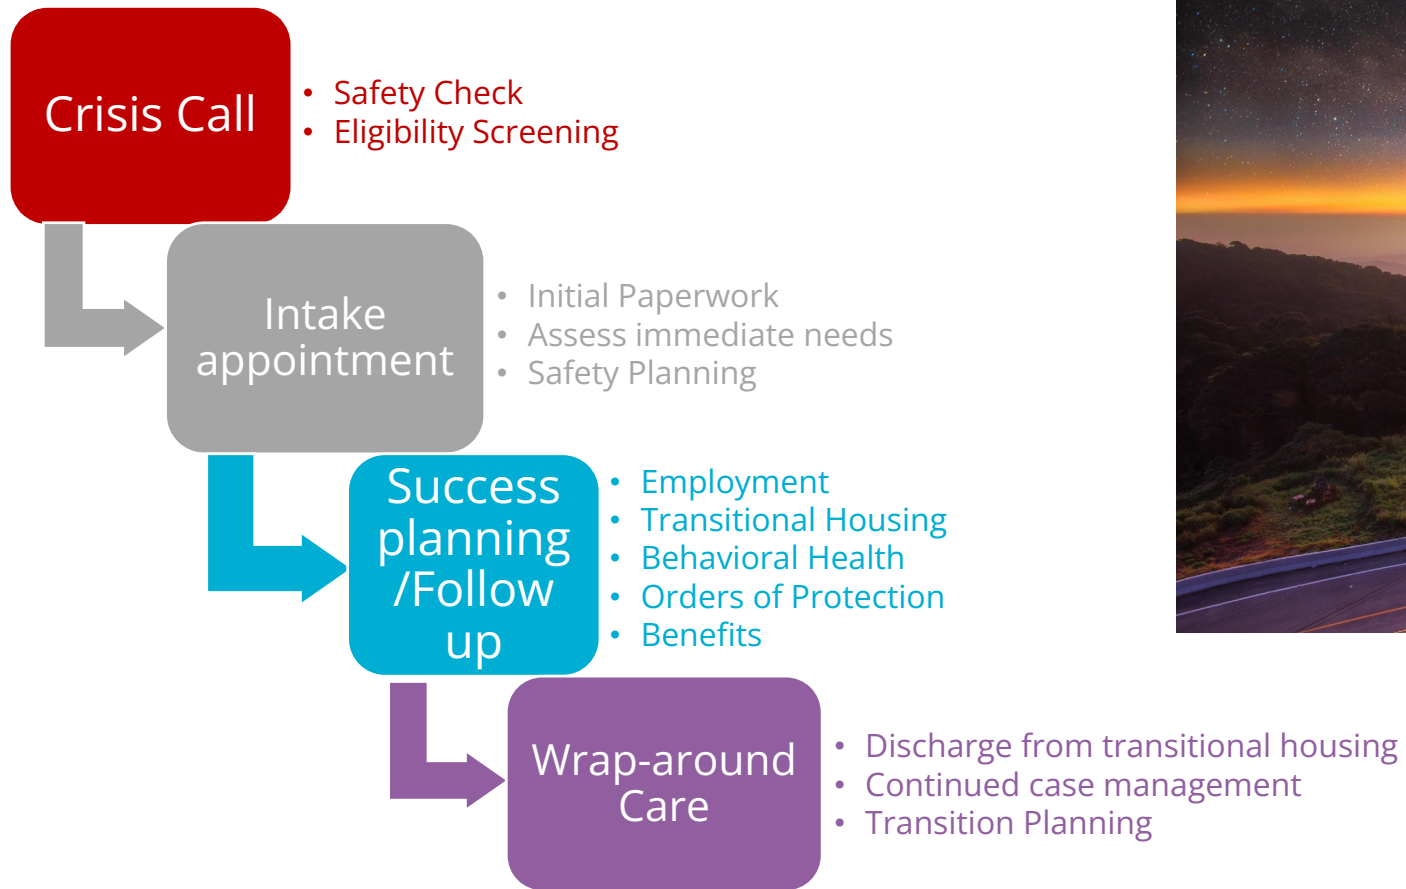 Crisis Call
• Safety Check
• Eligibility Screening
Intake
appointment
• Initial Paperwork
• Assess immediate needs
• Safety Planning
Success
planning
/Follow
up
• Employment
• Transitional Housing
• Behavioral Health
• Orders of Protection
• Benefits
Wrap-around
Care
• Discharge from transitional housing
• Continued case management
• Transition Planning